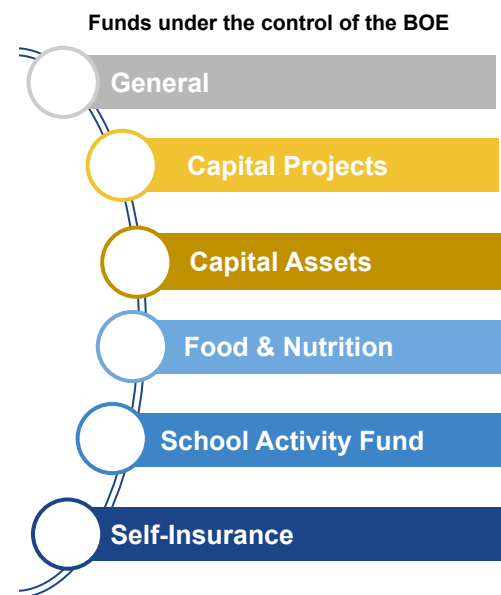 Funds under the control of the BOE
General
Capital Projects
Capital Assets
Food & Nutrition
School Activity Fund
Self-Insurance